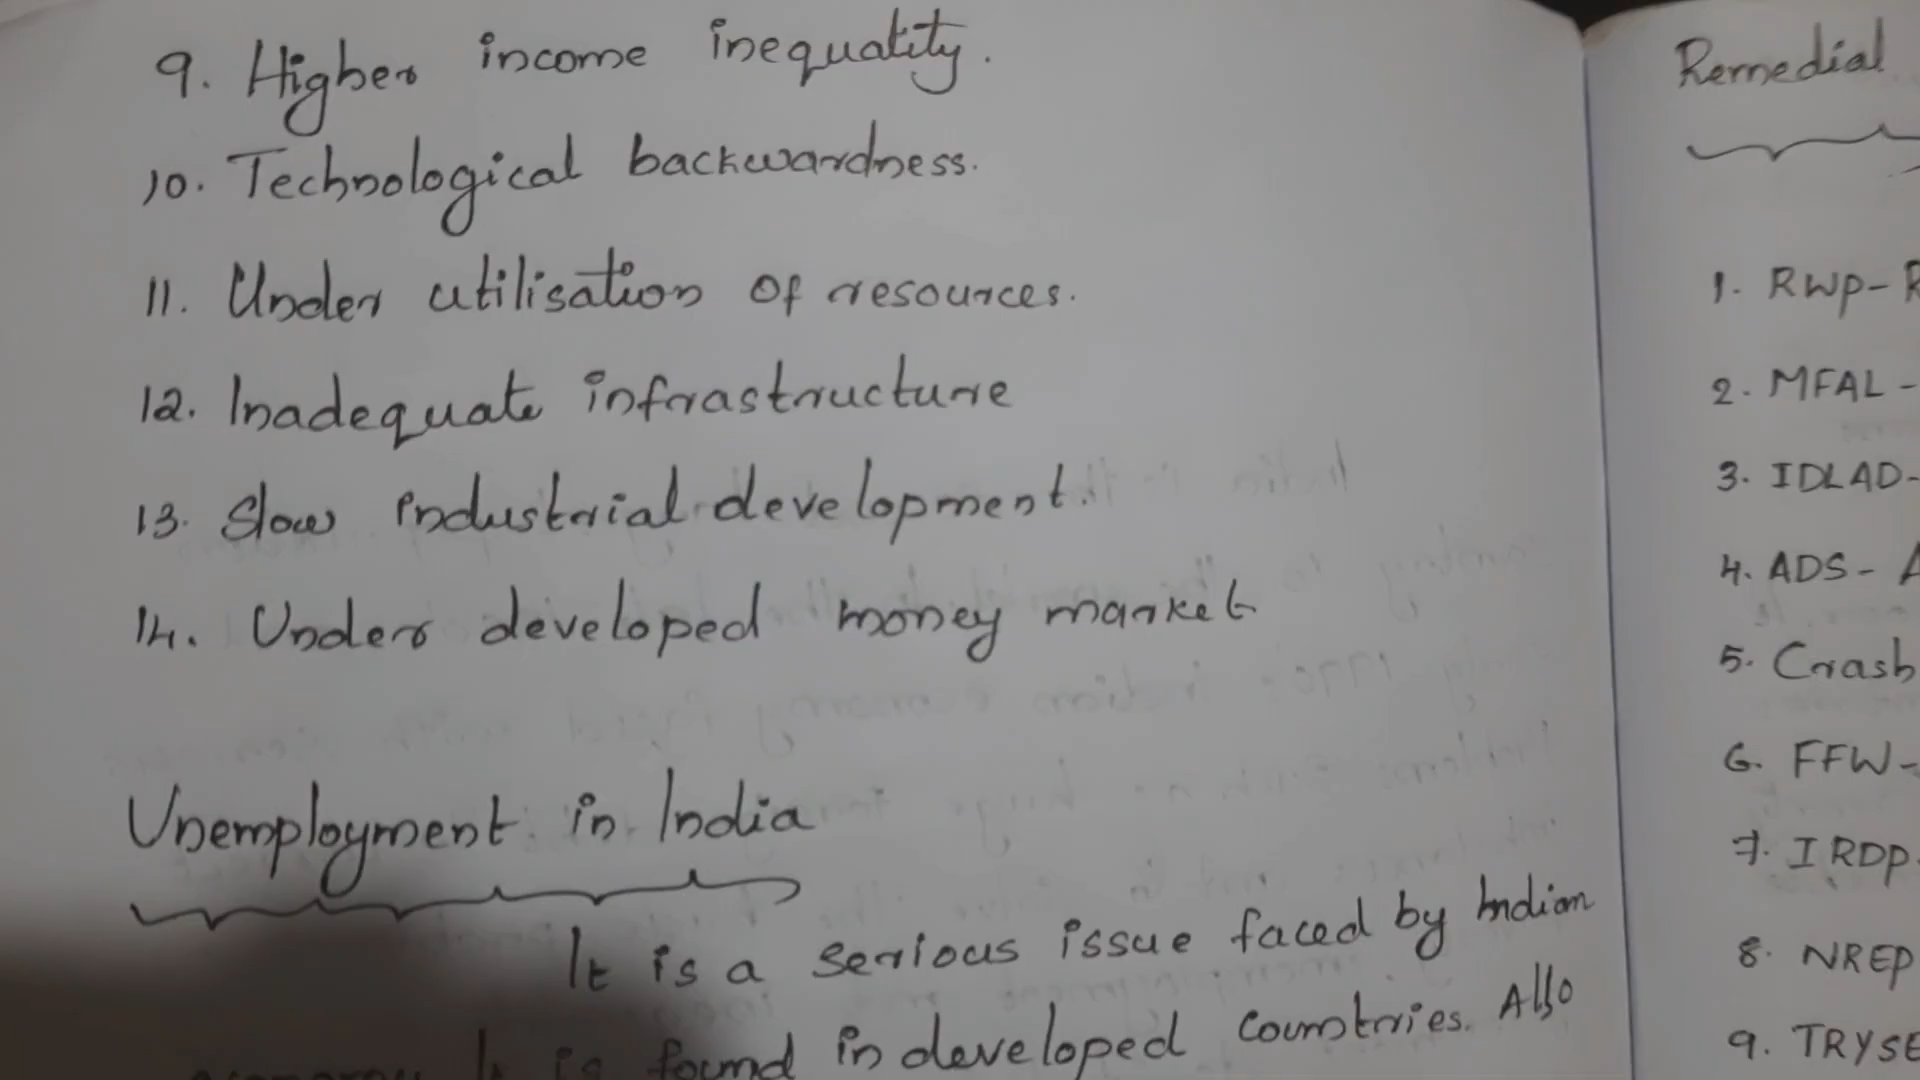 9. Higher income inequality.
10. Technological backwardness.
11. Under utilisation of resources.
12. Inadequate infrastructure
13. Slow industrial development.
14. Under developed money market
Unemployment in India
It is a serious issue faced by Indian
economy. It is found in developed countries. Also
Remedial
1. RWP-
2. MFAL -
3. IDLAD-
4. ADS -
5. Crash
6. FFW-
7. IRDP
8. NREP
9. TRYSE